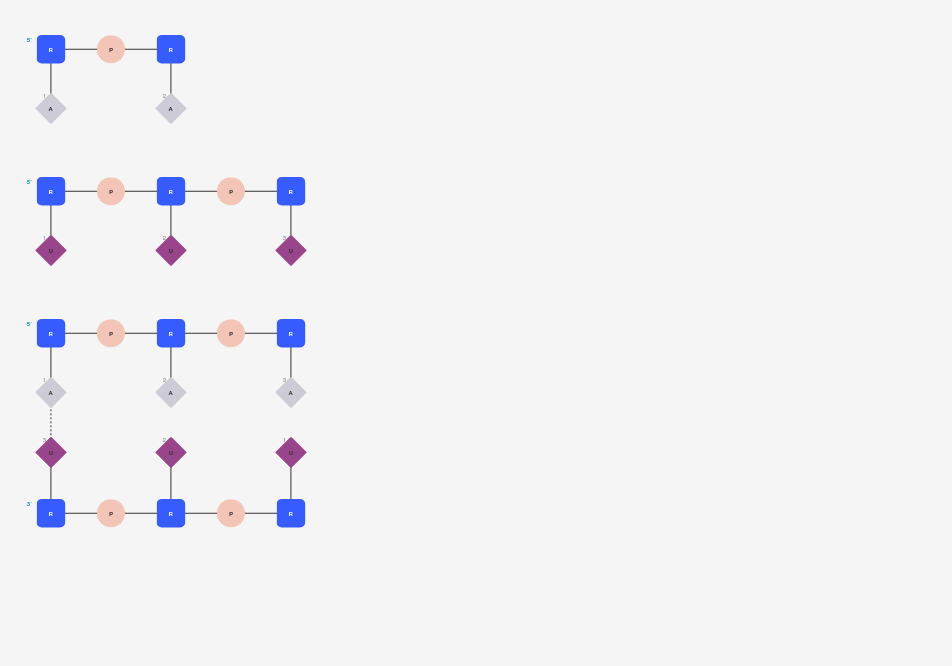 5'
R P R
1 2
A A
5'
R P R P R
1 2 3
U U U
5'
R P R P R
1 2 3
A A A
3 2 1
U U U
3'
R P R P R